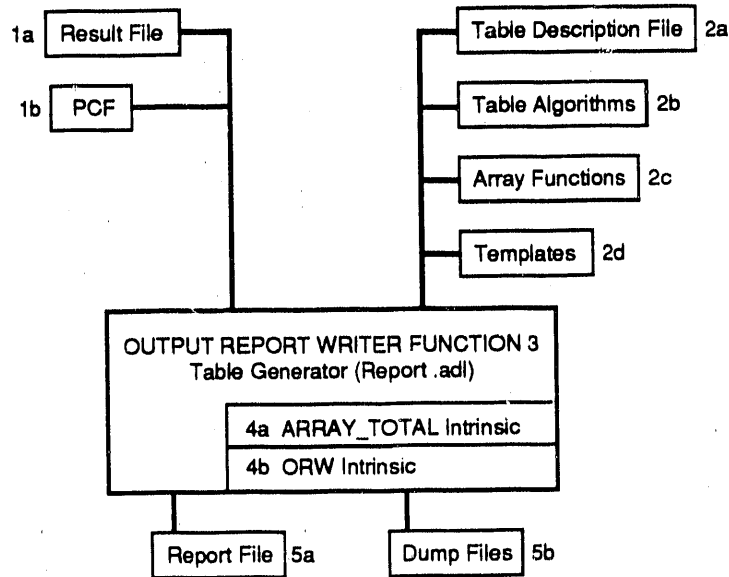 1a Result File
Table Description File 2a
1b PCF
Table Algorithms 2b
Array Functions 2c
Templates 2d
OUTPUT REPORT WRITER FUNCTION 3
Table Generator (Report .adl)
4a ARRAY_TOTAL Intrinsic
4b ORW Intrinsic
Report File 5a
Dump Files 5b